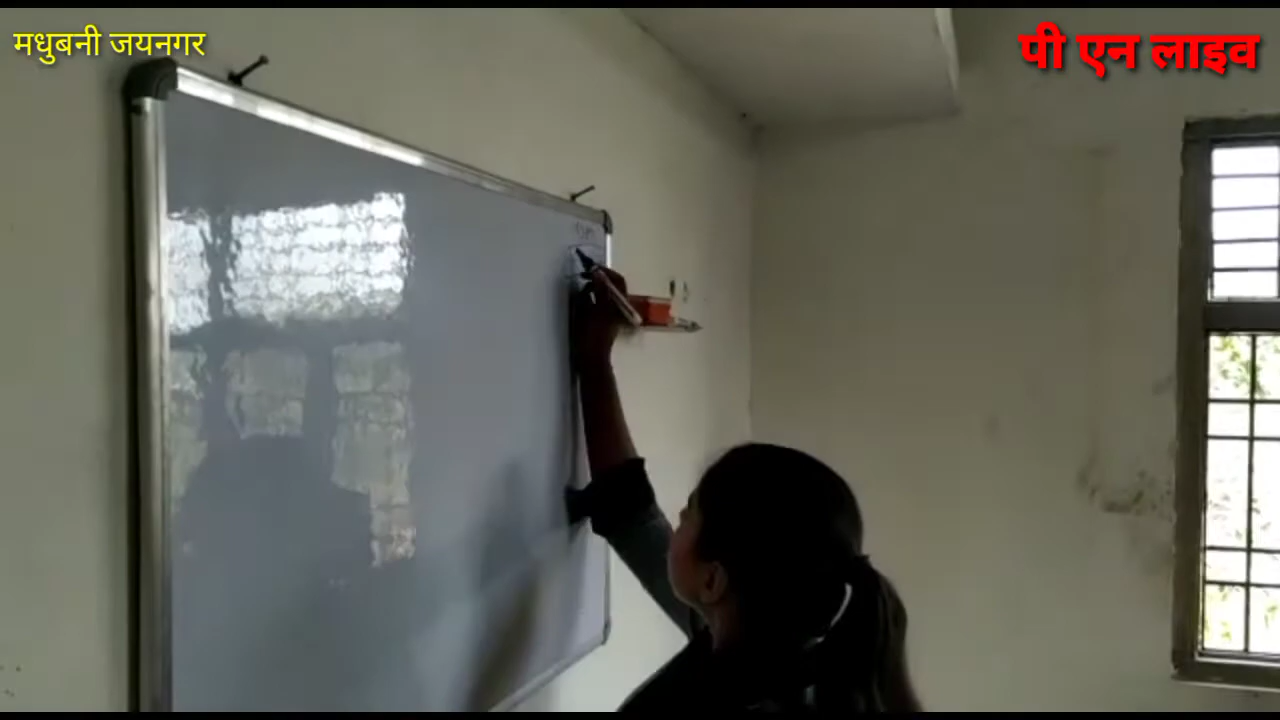 मधुबनी जयनगर
पी एन लाइव